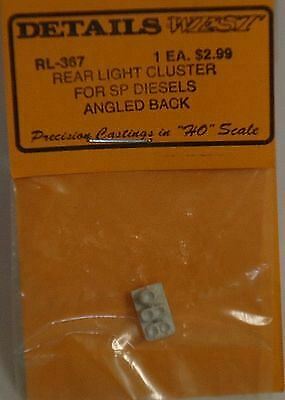 DETAILS WEST
RL-367 1 EA. $2.99
REAR LIGHT CLUSTER
FOR SP DIESELS
ANGLED BACK
Precision Castings in "HO" Scale